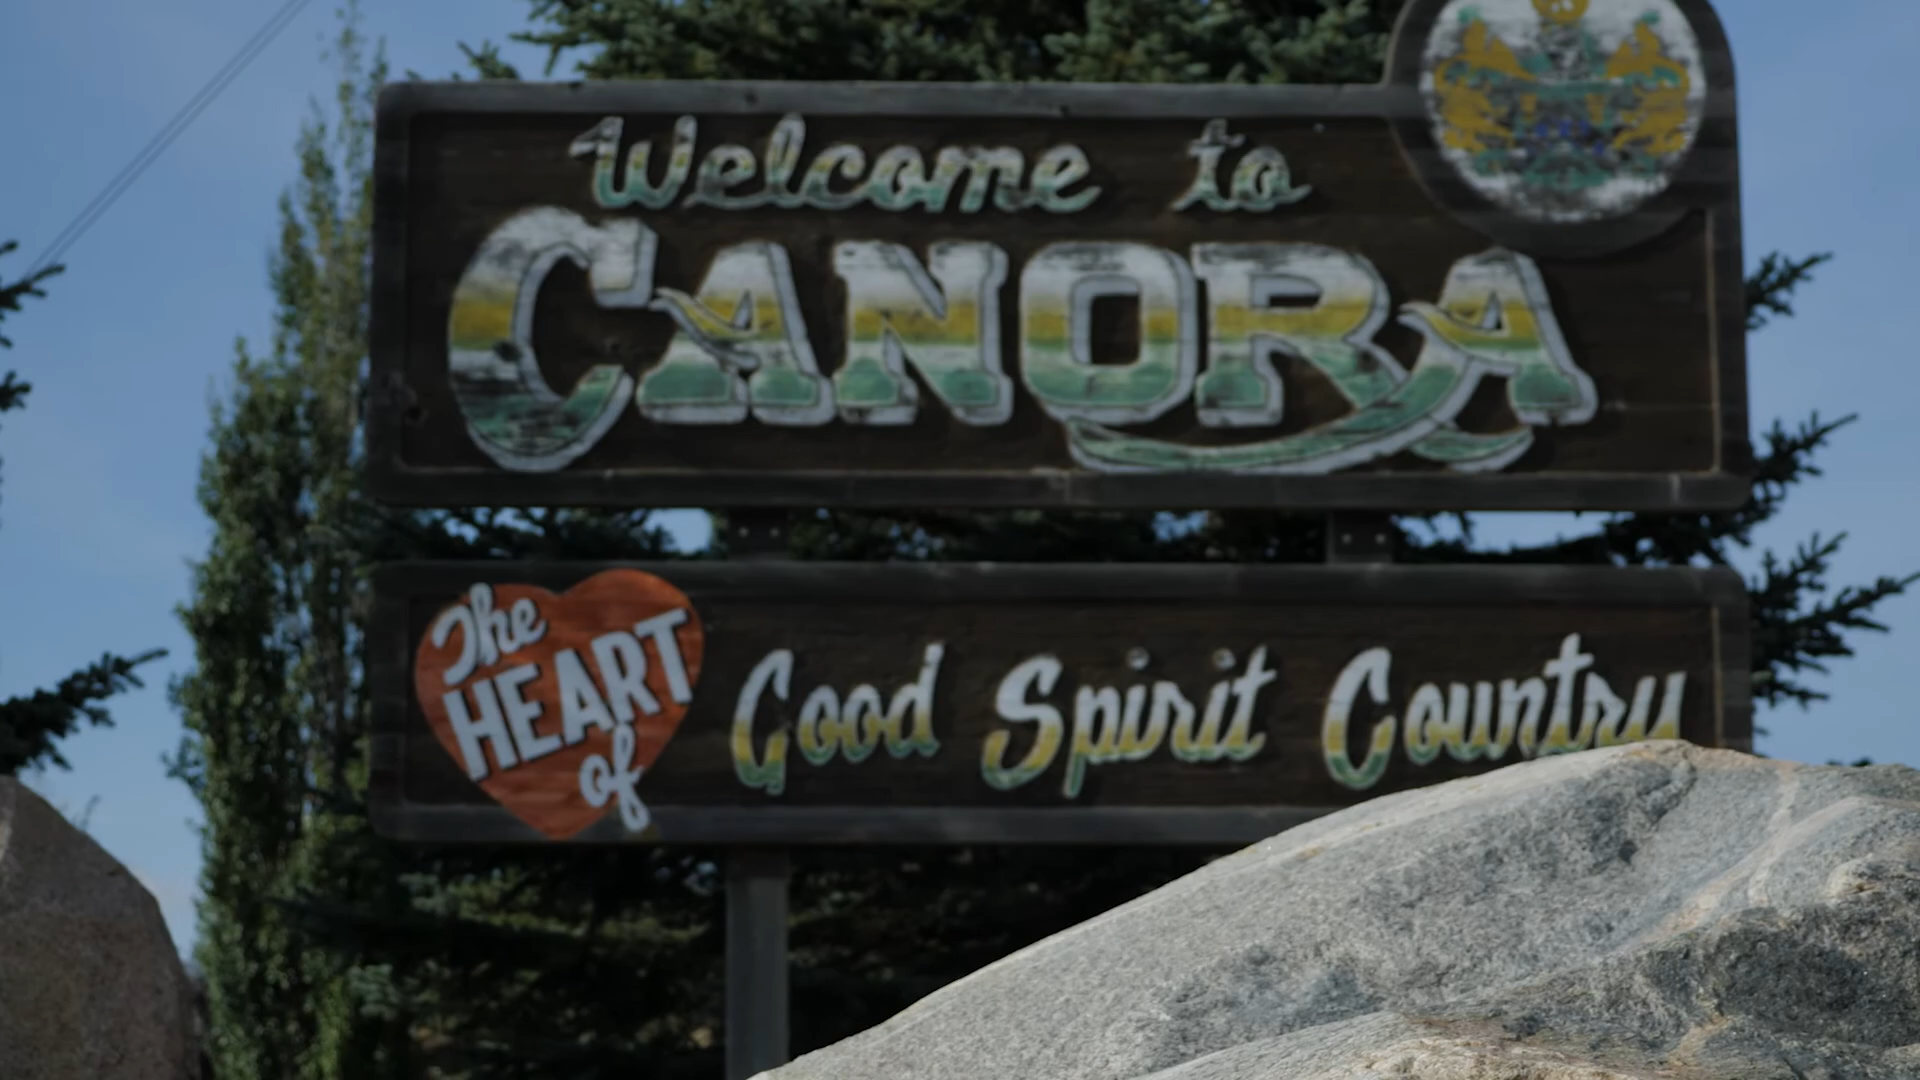 Welcome to
CANORA
The
HEART
of
Good Spirit Country